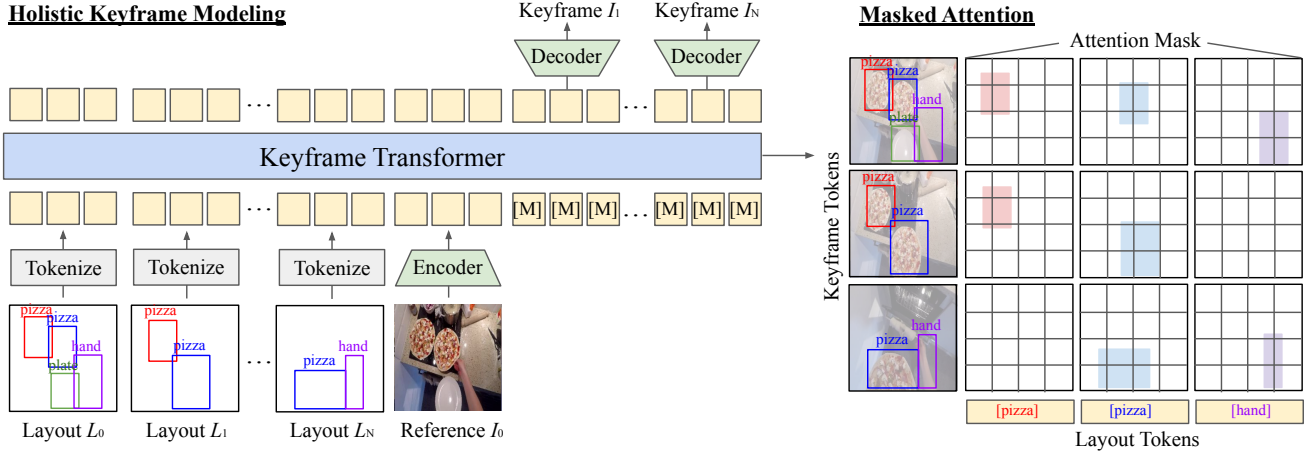 Holistic Keyframe Modeling
Keyframe I₁
Keyframe I_N
Decoder
Decoder
...
...
Keyframe Transformer
...
[M] [M] [M] ... [M] [M] [M]
Tokenize
Tokenize
Tokenize
Encoder
pizza
pizza
hand
plate
pizza
pizza
...
hand
pizza
Layout L₀
Layout L₁
Layout L_N
Reference I₀
Masked Attention
Attention Mask
Keyframe Tokens
pizza
pizza
hand
plate
pizza
pizza
hand
pizza
[pizza]
[pizza]
[hand]
Layout Tokens